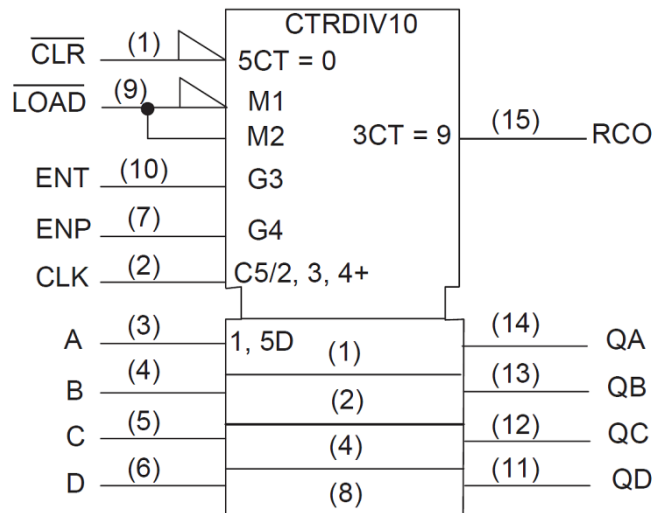 CTRDIV10
CLR (1) 5CT = 0
LOAD (9) M1
M2 3CT = 9 (15) RCO
ENT (10) G3
ENP (7) G4
CLK (2) C5/2, 3, 4+
A (3) 1, 5D (1) (14) QA
B (4) (2) (13) QB
C (5) (4) (12) QC
D (6) (8) (11) QD